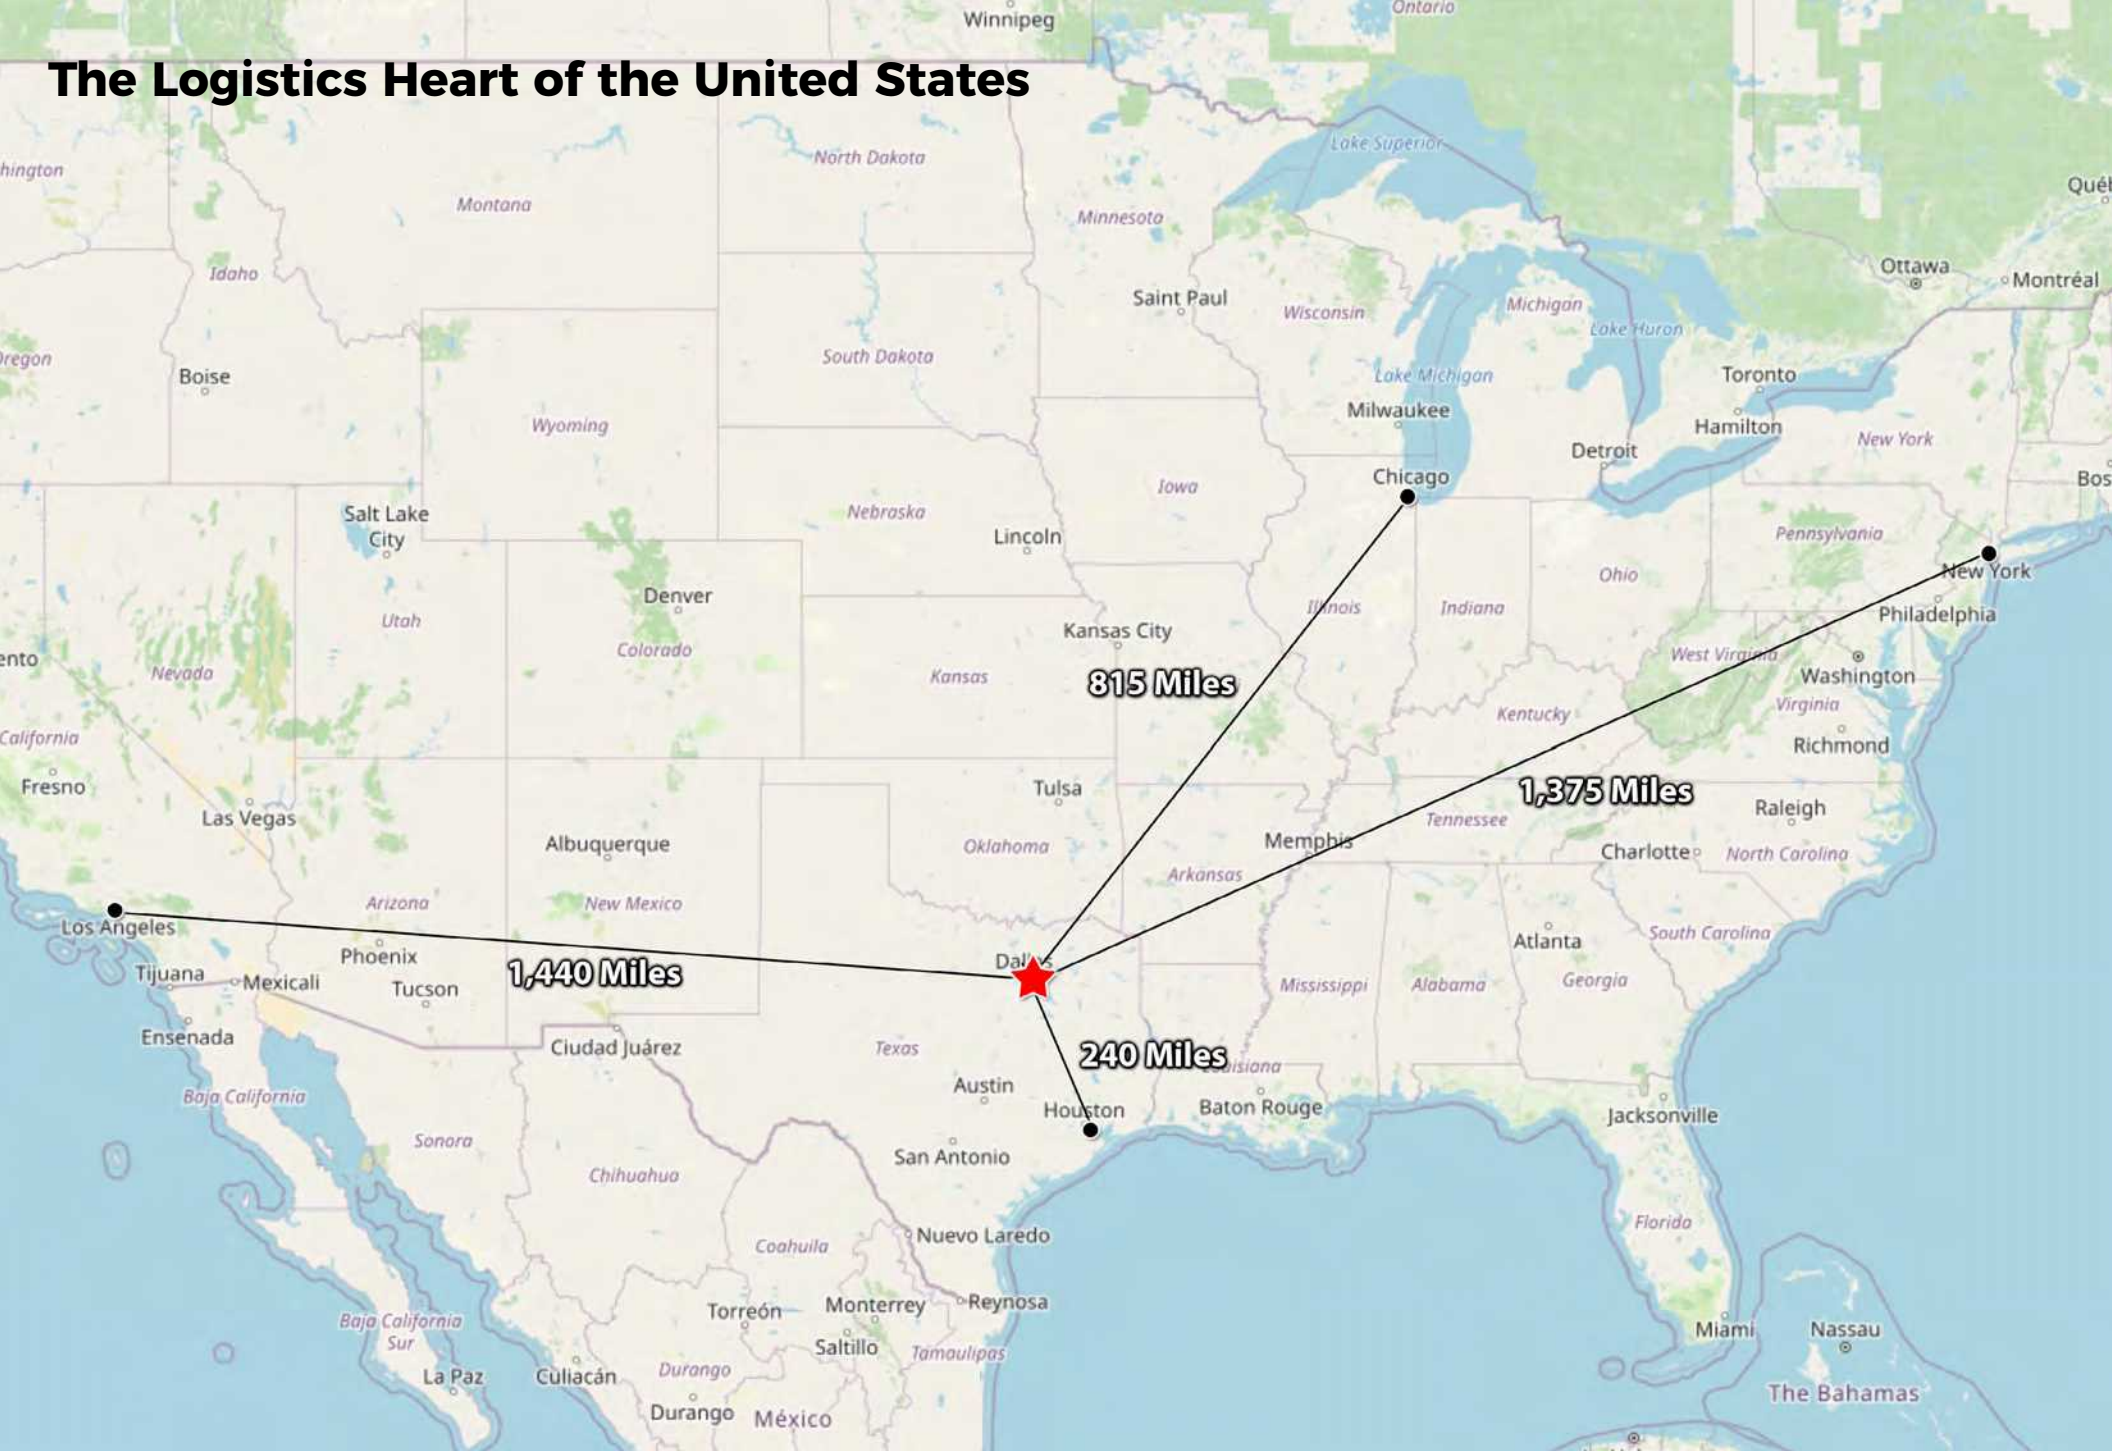 Winnipeg
Ontario
The Logistics Heart of the United States
North Dakota
Lake Superior
hington
Montana
Minnesota
Québ
Idaho
Ottawa
Montréal
Saint Paul
Wisconsin
Michigan
Lake Huron
Oregon
South Dakota
Boise
Lake Michigan
Toronto
Milwaukee
Wyoming
Hamilton
New York
Detroit
Chicago
Bos
Iowa
Nebraska
Salt Lake
City
Lincoln
Pennsylvania
Ohio
New York
Denver
Illinois
Indiana
Philadelphia
Utah
Kansas City
Colorado
ento
West Virginia
Nevada
Kansas
815 Miles
Washington
Virginia
Kentucky
California
Richmond
Fresno
Tulsa
1,375 Miles
Las Vegas
Raleigh
Tennessee
Albuquerque
Oklahoma
Memphis
Charlotte
North Carolina
Arkansas
Arizona
New Mexico
Los Angeles
South Carolina
Atlanta
Phoenix
Dallas
Tijuana
Mexicali
1,440 Miles
Tucson
Mississippi
Alabama
Georgia
Ensenada
Ciudad Juárez
Texas
240 Miles
Louisiana
Austin
Baja California
Houston
Baton Rouge
Jacksonville
Sonora
San Antonio
Chihuahua
Florida
Nuevo Laredo
Coahuila
Reynosa
Torreón
Monterrey
Baja California
Sur
Miami
Nassau
Saltillo
Tamaulipas
La Paz
Culiacán
Durango
The Bahamas
Durango
México